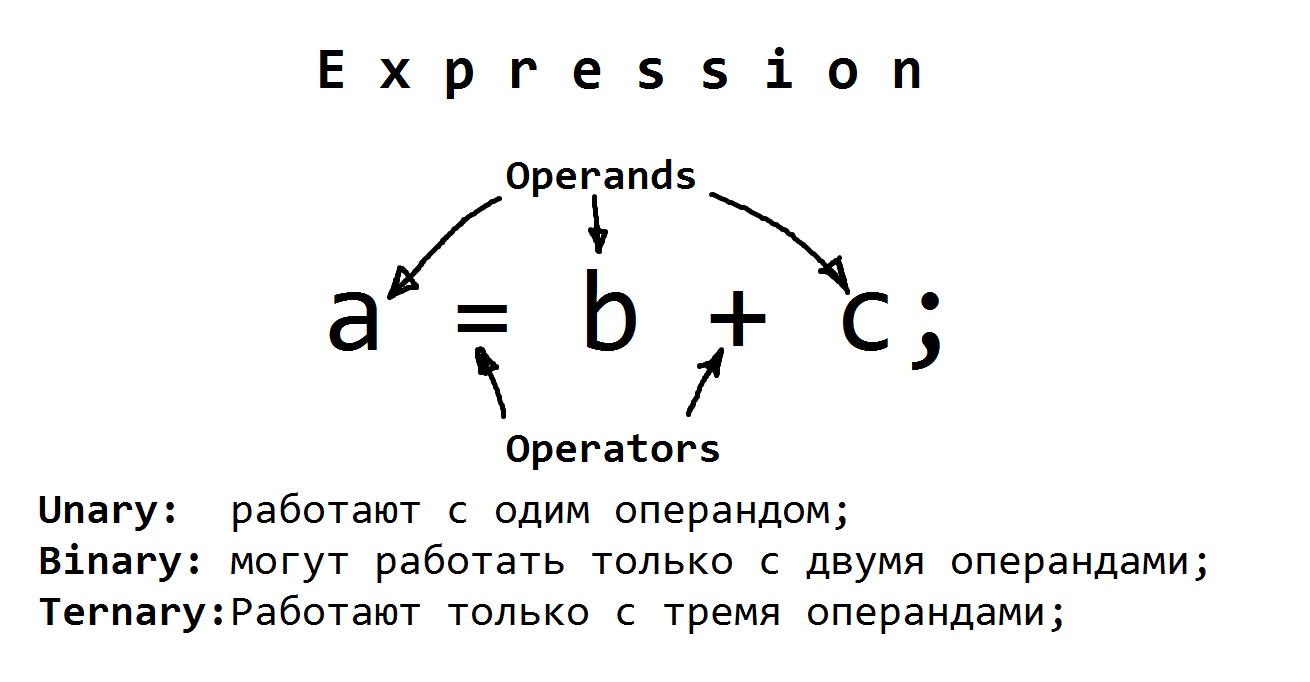 Expression
Operands
a = b + c;
Operators
Unary: работают с одим операндом;
Binary: могут работать только с двумя операндами;
Ternary:Работают только с тремя операндами;